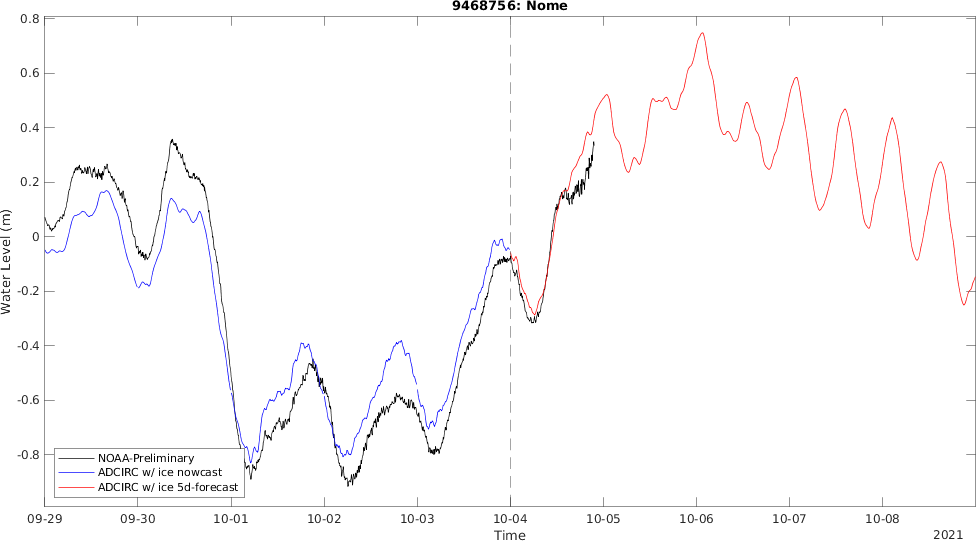 9468756: Nome
0.8
0.6
0.4
0.2
0
-0.2
-0.4
-0.6
-0.8
Water Level (m)
NOAA-Preliminary
ADCIRC w/ ice nowcast
ADCIRC w/ ice 5d-forecast
09-29 09-30 10-01 10-02 10-03 10-04 10-05 10-06 10-07 10-08
Time
2021